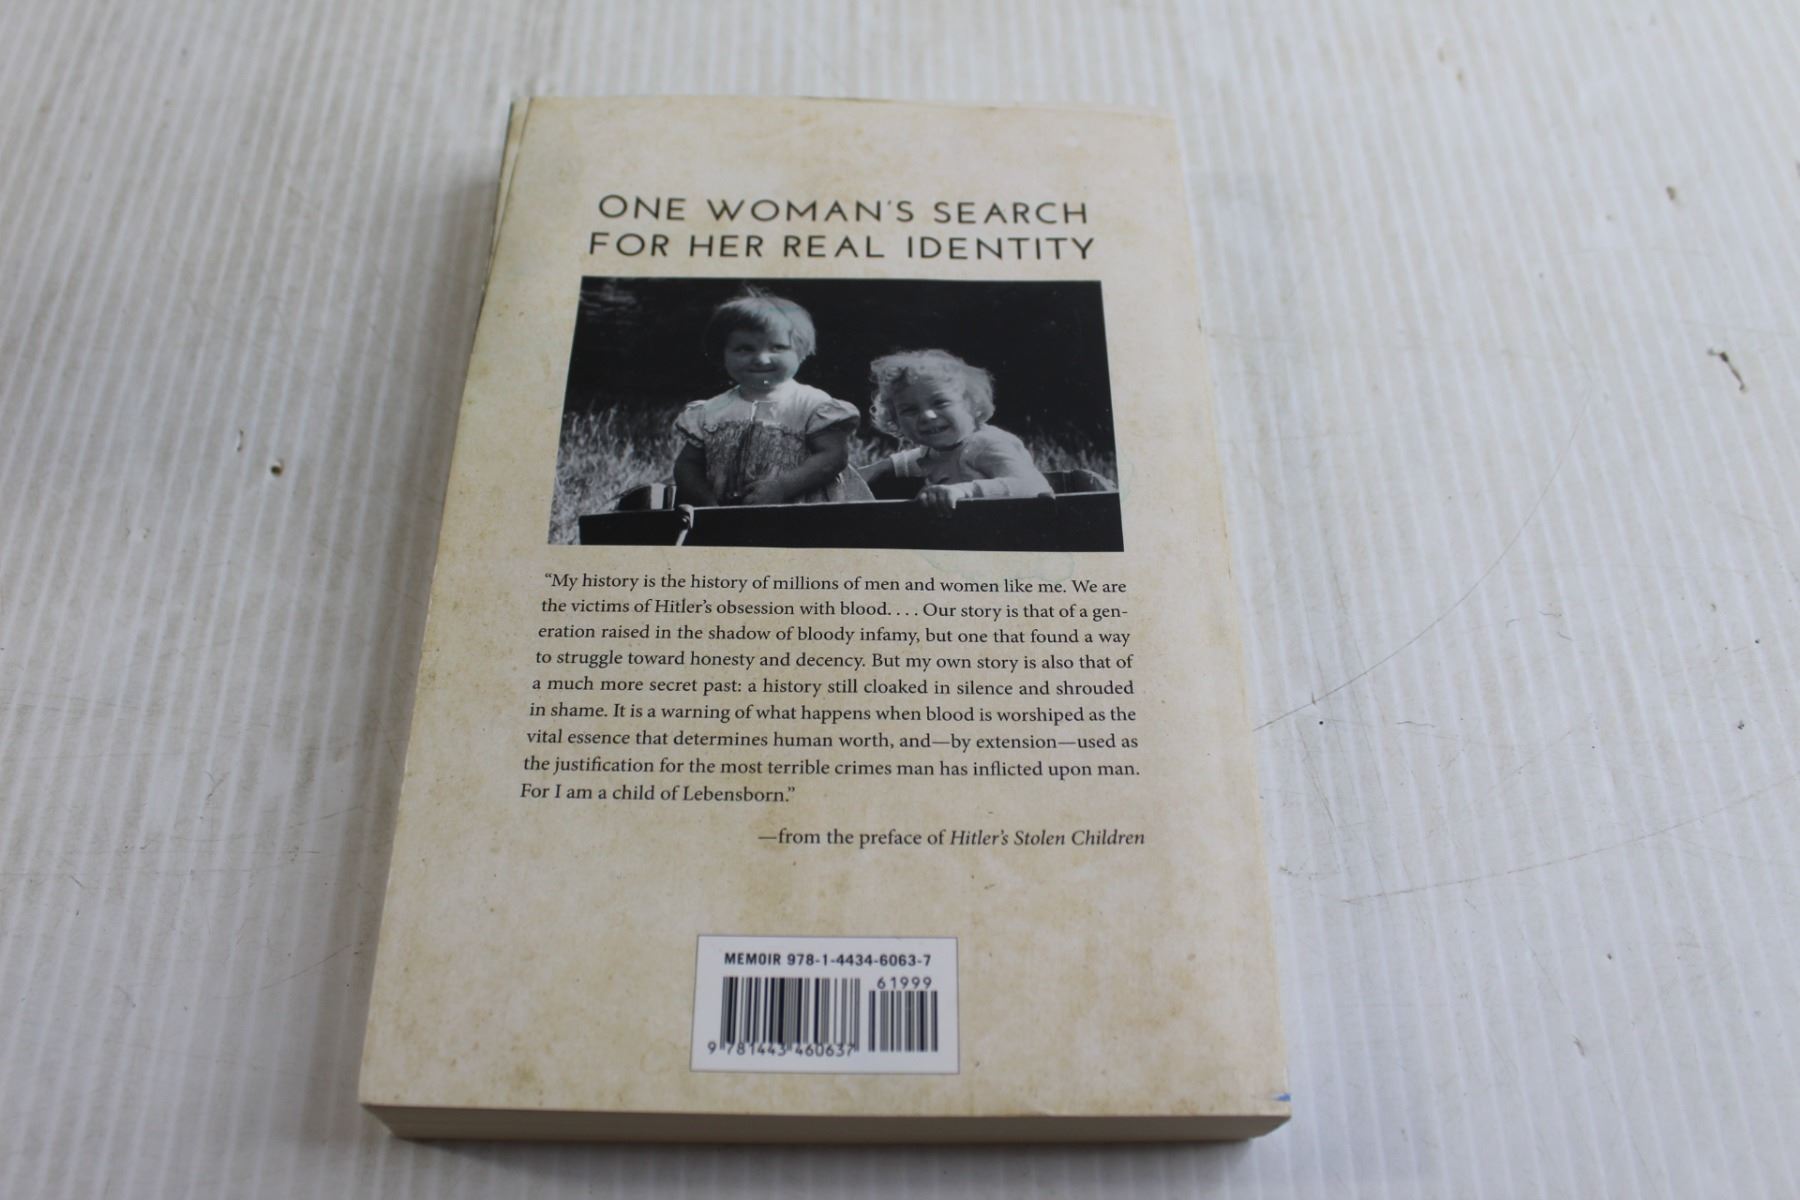 ONE WOMAN'S SEARCH
FOR HER REAL IDENTITY
“My history is the history of millions of men and women like me. We are
the victims of Hitler’s obsession with blood. . . . Our story is that of a gen-
eration raised in the shadow of bloody infamy, but one that found a way
to struggle toward honesty and decency. But my own story is also that of
a much more secret past: a history still cloaked in silence and shrouded
in shame. It is a warning of what happens when blood is worshiped as the
vital essence that determines human worth, and—by extension—used as
the justification for the most terrible crimes man has inflicted upon man.
For I am a child of Lebensborn.”
—from the preface of Hitler’s Stolen Children
MEMOIR 978-1-4434-6063-7
61999
9 781443 460637